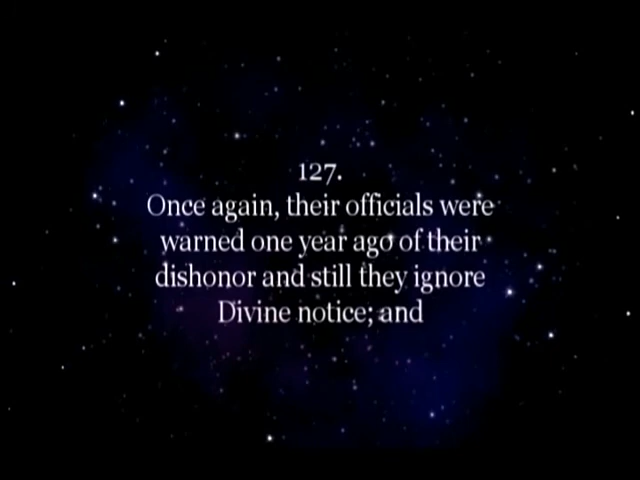 127.
Once again, their officials were
warned one year ago of their
dishonor and still they ignore
Divine notice; and